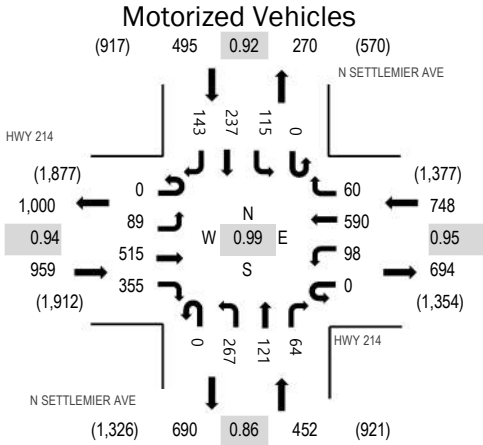 Motorized Vehicles
(917) 495 0.92 270 (570)
N SETTLEMIER AVE
143 237 115 0
HWY 214
(1,877) (1,377)
0 60
1,000 748
89 590
N
0.94 W 0.99 E 0.95
515 98
959 694
S
355 0
(1,912) (1,354)
0 267 121 64
HWY 214
N SETTLEMIER AVE
(1,326) 690 0.86 452 (921)